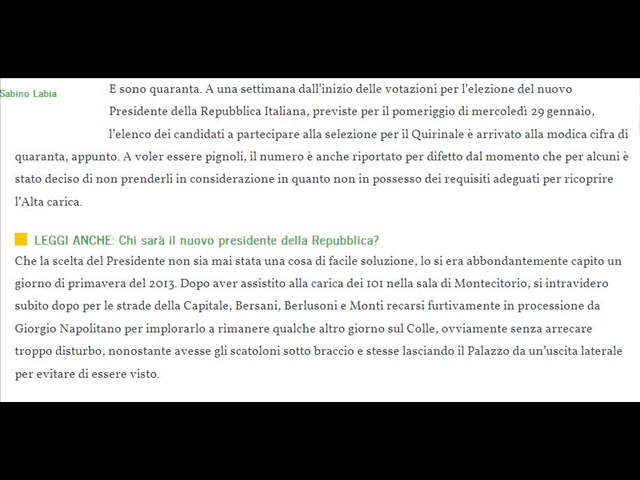 Sabino Labia
E sono quaranta. A una settimana dall'inizio delle votazioni per l'elezione del nuovo
Presidente della Repubblica Italiana, previste per il pomeriggio di mercoledì 29 gennaio,
l'elenco dei candidati a partecipare alla selezione per il Quirinale è arrivato alla modica cifra di
quaranta, appunto. A voler essere pignoli, il numero è anche riportato per difetto dal momento che per alcuni è
stato deciso di non prenderli in considerazione in quanto non in possesso dei requisiti adeguati per ricoprire
l'Alta carica.
LEGGI ANCHE: Chi sarà il nuovo presidente della Repubblica?
Che la scelta del Presidente non sia mai stata una cosa di facile soluzione, lo si era abbondantemente capito un
giorno di primavera del 2013. Dopo aver assistito alla carica dei 101 nella sala di Montecitorio, si intravidero
subito dopo per le strade della Capitale, Bersani, Berlusoni e Monti recarsi furtivamente in processione da
Giorgio Napolitano per implorarlo a rimanere qualche altro giorno sul Colle, ovviamente senza arrecare
troppo disturbo, nonostante avesse gli scatoloni sotto braccio e stesse lasciando il Palazzo da un'uscita laterale
per evitare di essere visto.